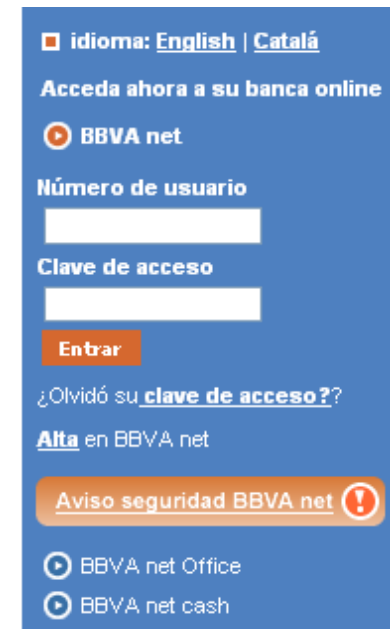 idioma: English | Catalá
Acceda ahora a su banca online
BBVA net
Número de usuario
Clave de acceso
Entrar
¿Olvidó su clave de acceso??
Alta en BBVA net
Aviso seguridad BBVA net !
BBVA net Office
BBVA net cash